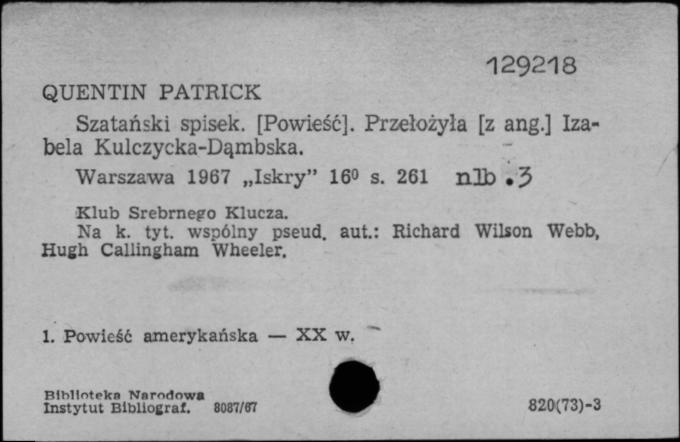 129218
QUENTIN PATRICK
Szatański spisek. [Powieść]. Przełożyła [z ang.] Iza-
bela Kulczycka-Dąmbska.
Warszawa 1967 „Iskry” 16⁰ s. 261 nlb .3
Klub Srebrnego Klucza.
Na k. tyt. wspólny pseud. aut.: Richard Wilson Webb,
Hugh Callingham Wheeler.
1. Powieść amerykańska — XX w.
Biblioteka Narodowa
Instytut Bibliograf. 8087/67
820(73)-3